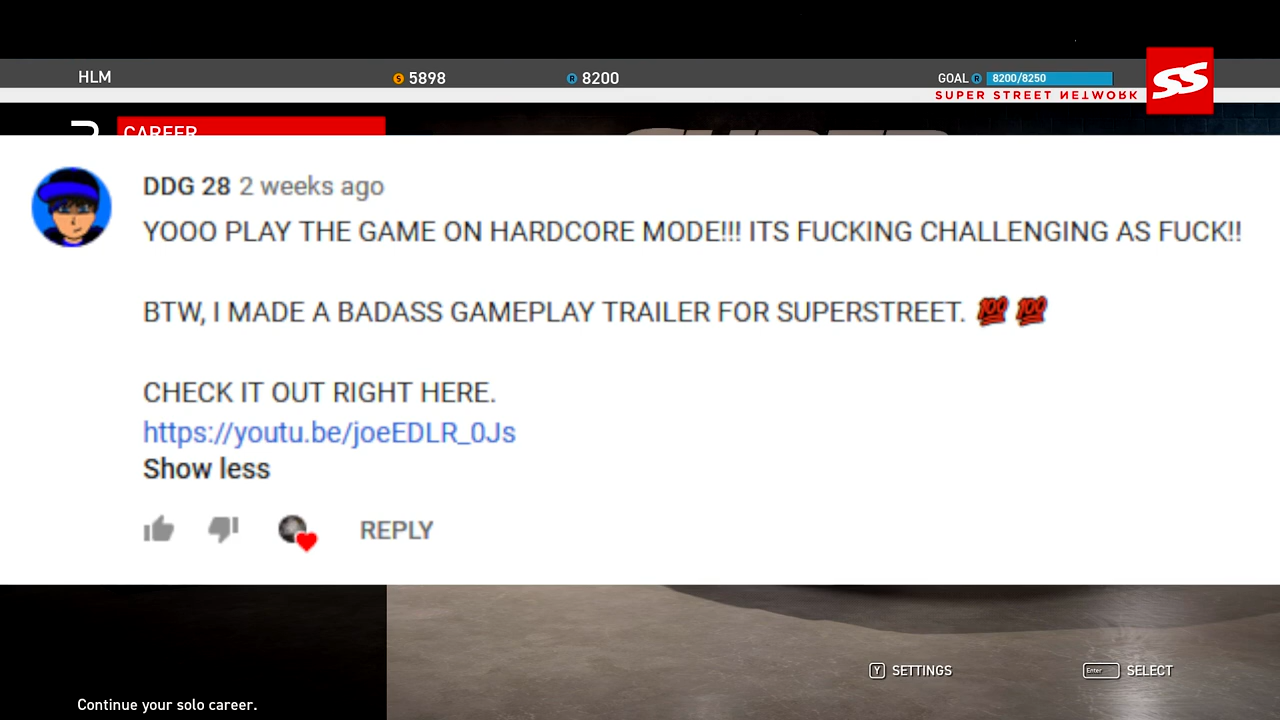 HLM
S 5898
R 8200
GOAL R 8200/8250
SS
SUPER STREET NETWORK
CAREER
SUPER
DDG 28 2 weeks ago
YOOO PLAY THE GAME ON HARDCORE MODE!!! ITS FUCKING CHALLENGING AS FUCK!!
BTW, I MADE A BADASS GAMEPLAY TRAILER FOR SUPERSTREET. 💯 💯
CHECK IT OUT RIGHT HERE.
https://youtu.be/joeEDLR_0Js
Show less
REPLY
Y SETTINGS
Enter SELECT
Continue your solo career.